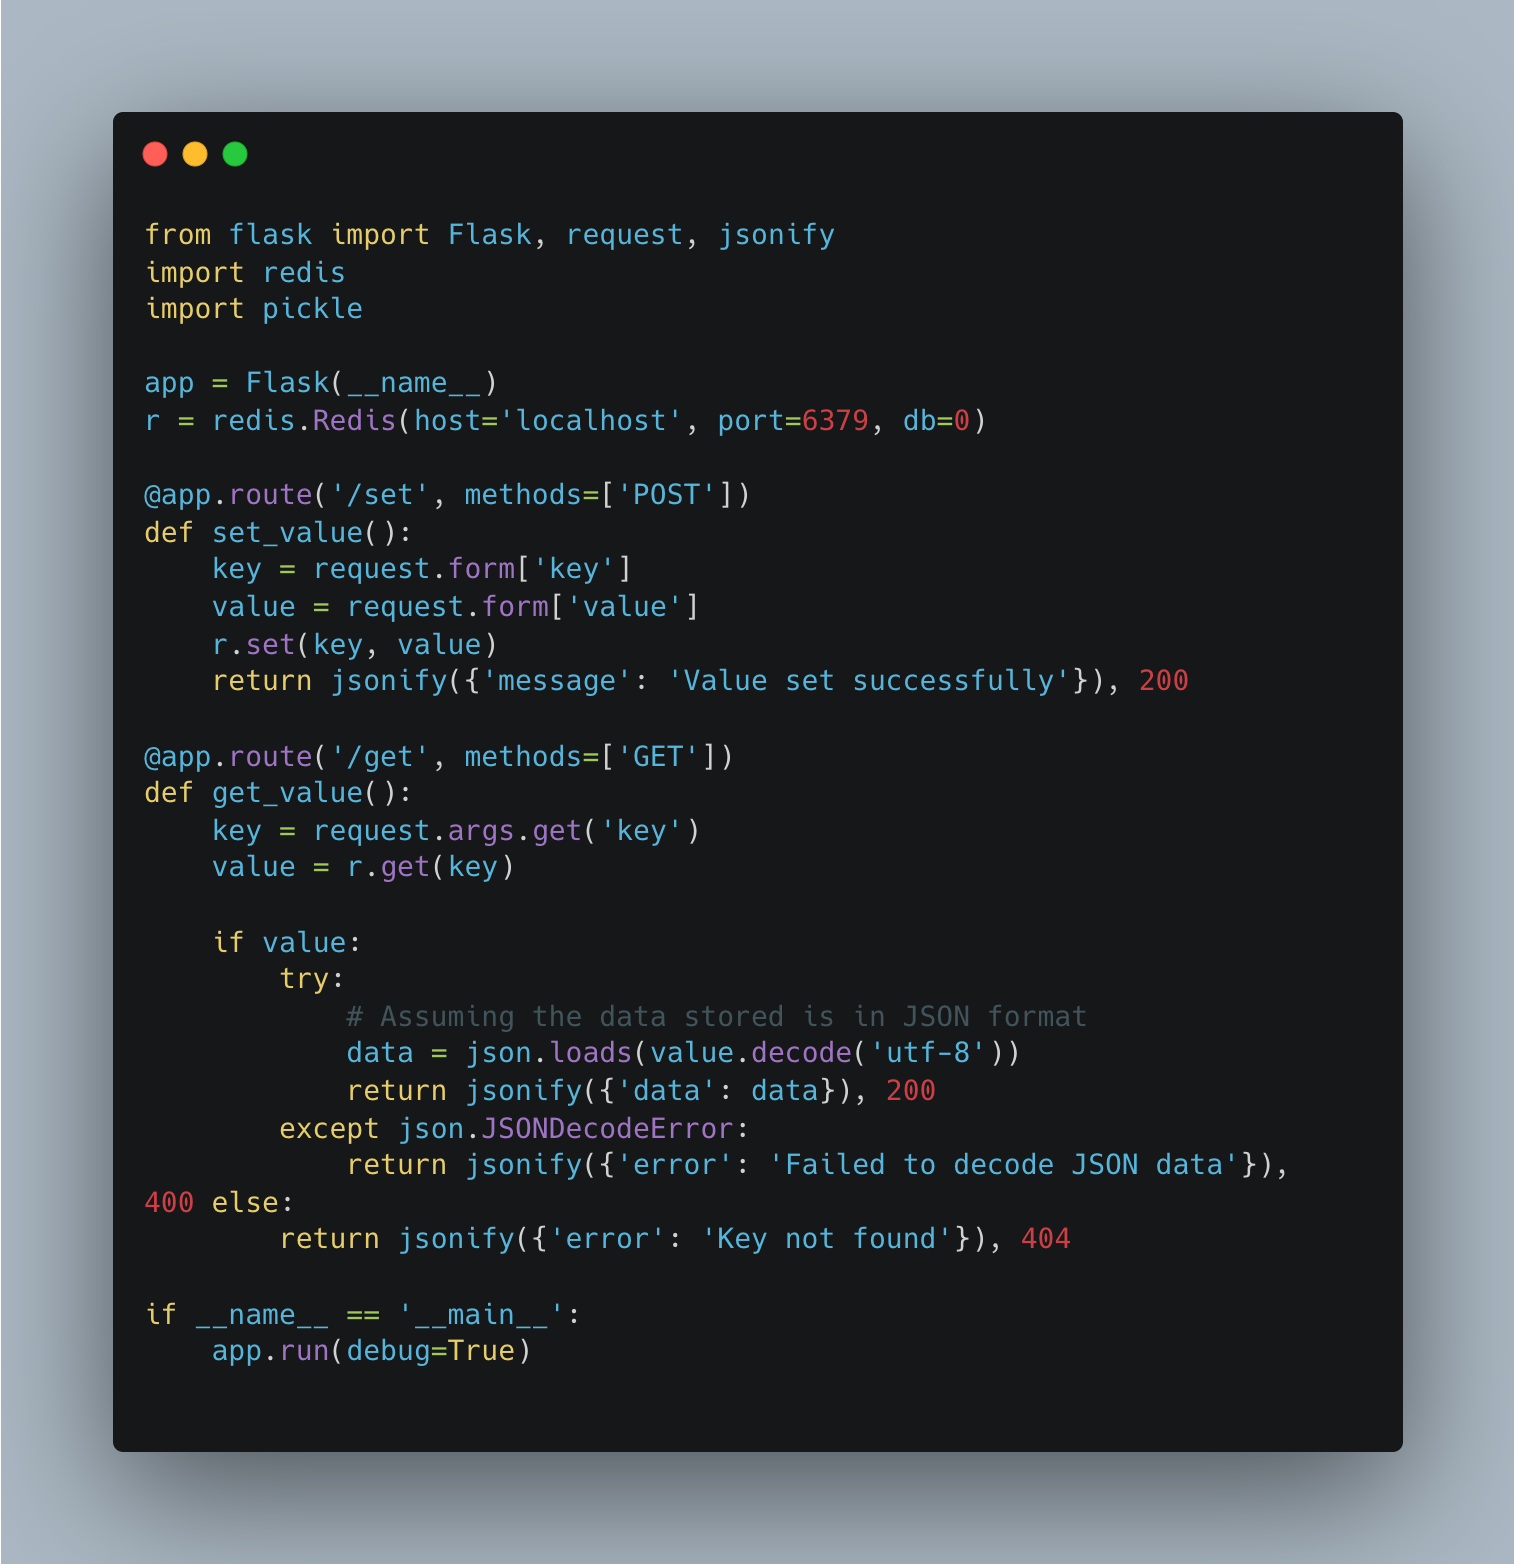 from flask import Flask, request, jsonify
import redis
import pickle

app = Flask(__name__)
r = redis.Redis(host='localhost', port=6379, db=0)

@app.route('/set', methods=['POST'])
def set_value():
    key = request.form['key']
    value = request.form['value']
    r.set(key, value)
    return jsonify({'message': 'Value set successfully'}), 200

@app.route('/get', methods=['GET'])
def get_value():
    key = request.args.get('key')
    value = r.get(key)

    if value:
        try:
            # Assuming the data stored is in JSON format
            data = json.loads(value.decode('utf-8'))
            return jsonify({'data': data}), 200
        except json.JSONDecodeError:
            return jsonify({'error': 'Failed to decode JSON data'}),
400 else:
        return jsonify({'error': 'Key not found'}), 404

if __name__ == '__main__':
    app.run(debug=True)